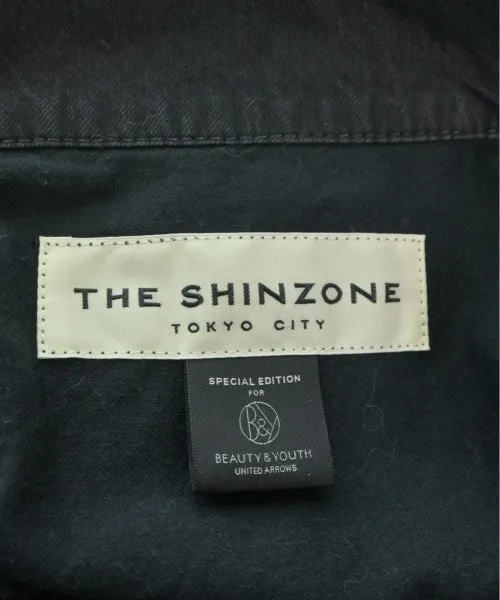 THE SHINZONE
TOKYO CITY
SPECIAL EDITION
FOR
B&Y
BEAUTY & YOUTH
UNITED ARROWS